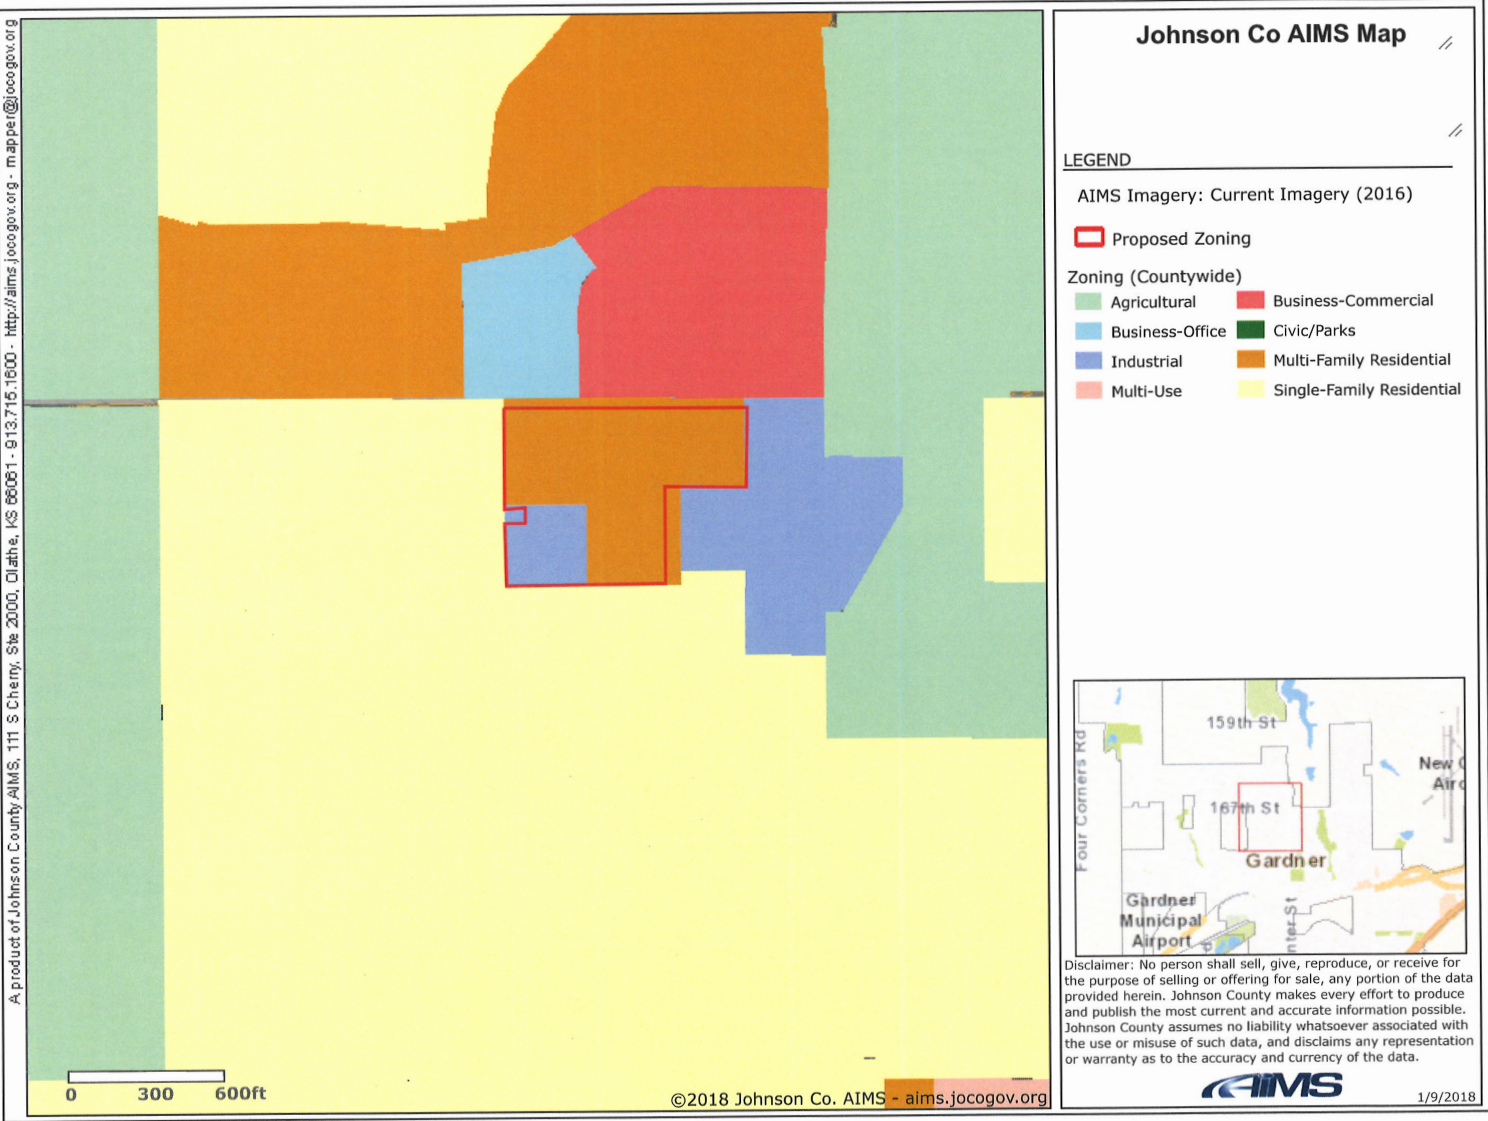 Johnson Co AIMS Map
LEGEND
AIMS Imagery: Current Imagery (2016)
Proposed Zoning
Zoning (Countywide)
Agricultural
Business-Commercial
Business-Office
Civic/Parks
Industrial
Multi-Family Residential
Multi-Use
Single-Family Residential
159th St
Four Corners Rd
167th St
Gardner
Gardner
Municipal
Airport
Disclaimer: No person shall sell, give, reproduce, or receive for
the purpose of selling or offering for sale, any portion of the data
provided herein. Johnson County makes every effort to produce
and publish the most current and accurate information possible.
Johnson County assumes no liability whatsoever associated with
the use or misuse of such data, and disclaims any representation
or warranty as to the accuracy and currency of the data.
AIMS
1/9/2018
A product of Johnson County AIMS, 111 S Cherry, Ste 2000, Olathe, KS 66061 - 913.715.1600 - http://aims.jocogov.org - mapper@jocogov.org
0 300 600ft
©2018 Johnson Co. AIMS - aims.jocogov.org